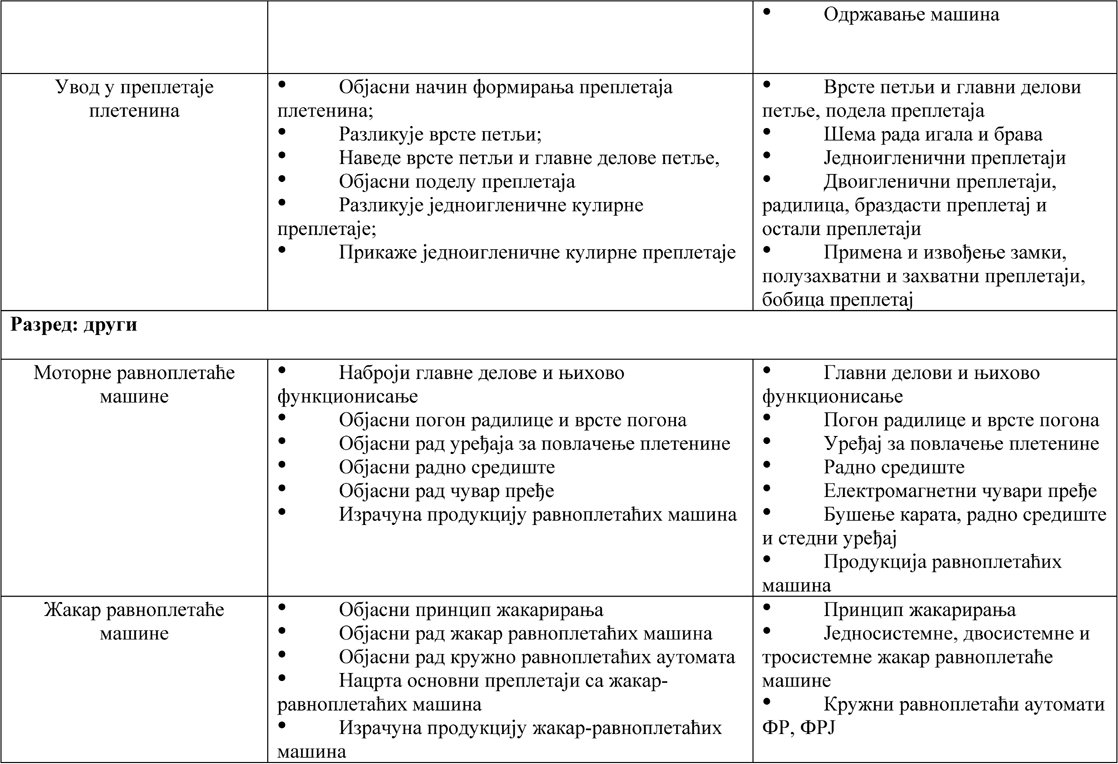 • Одржавање машина
Увод у преплетаје
плетенина
• Објасни начин формирања преплетаја
плетенина;
• Разликује врсте петљи;
• Наведе врсте петљи и главне делове петље,
• Објасни поделу преплетаја
• Разликује једноигленичне кулирне
преплетаје;
• Прикаже једноигленичне кулирне преплетаје
• Врсте петљи и главни делови
петље, подела преплетаја
• Шема рада игала и брава
• Једноигленични преплетаји
• Двоигленични преплетаји,
радилица, браздасти преплетај и
остали преплетаји
• Примена и извођење замки,
полузахватни и захватни преплетаји,
бобица преплетај
Разред: други
Моторне равноплетаће
машине
• Наброји главне делове и њихово
функционисање
• Објасни погон радилице и врсте погона
• Објасни рад уређаја за повлачење плетенине
• Објасни радно средиште
• Објасни рад чувар пређе
• Израчуна продукцију равноплетаћих машина
• Главни делови и њихово
функционисање
• Погон радилице и врсте погона
• Уређај за повлачење плетенине
• Радно средиште
• Електромагнетни чувари пређе
• Бушење карата, радно средиште
и стедни уређај
• Продукција равноплетаћих
машина
Жакар равноплетаће
машине
• Објасни принцип жакарирања
• Објасни рад жакар равноплетаћих машина
• Објасни рад кружно равноплетаћих аутомата
• Нацрта основни преплетаји са жакар-
равноплетаћих машина
• Израчуна продукцију жакар-равноплетаћих
машина
• Принцип жакарирања
• Једносистемне, двосистемне и
тросистемне жакар равноплетаће
машине
• Кружни равноплетаћи аутомати
ФР, ФРЈ